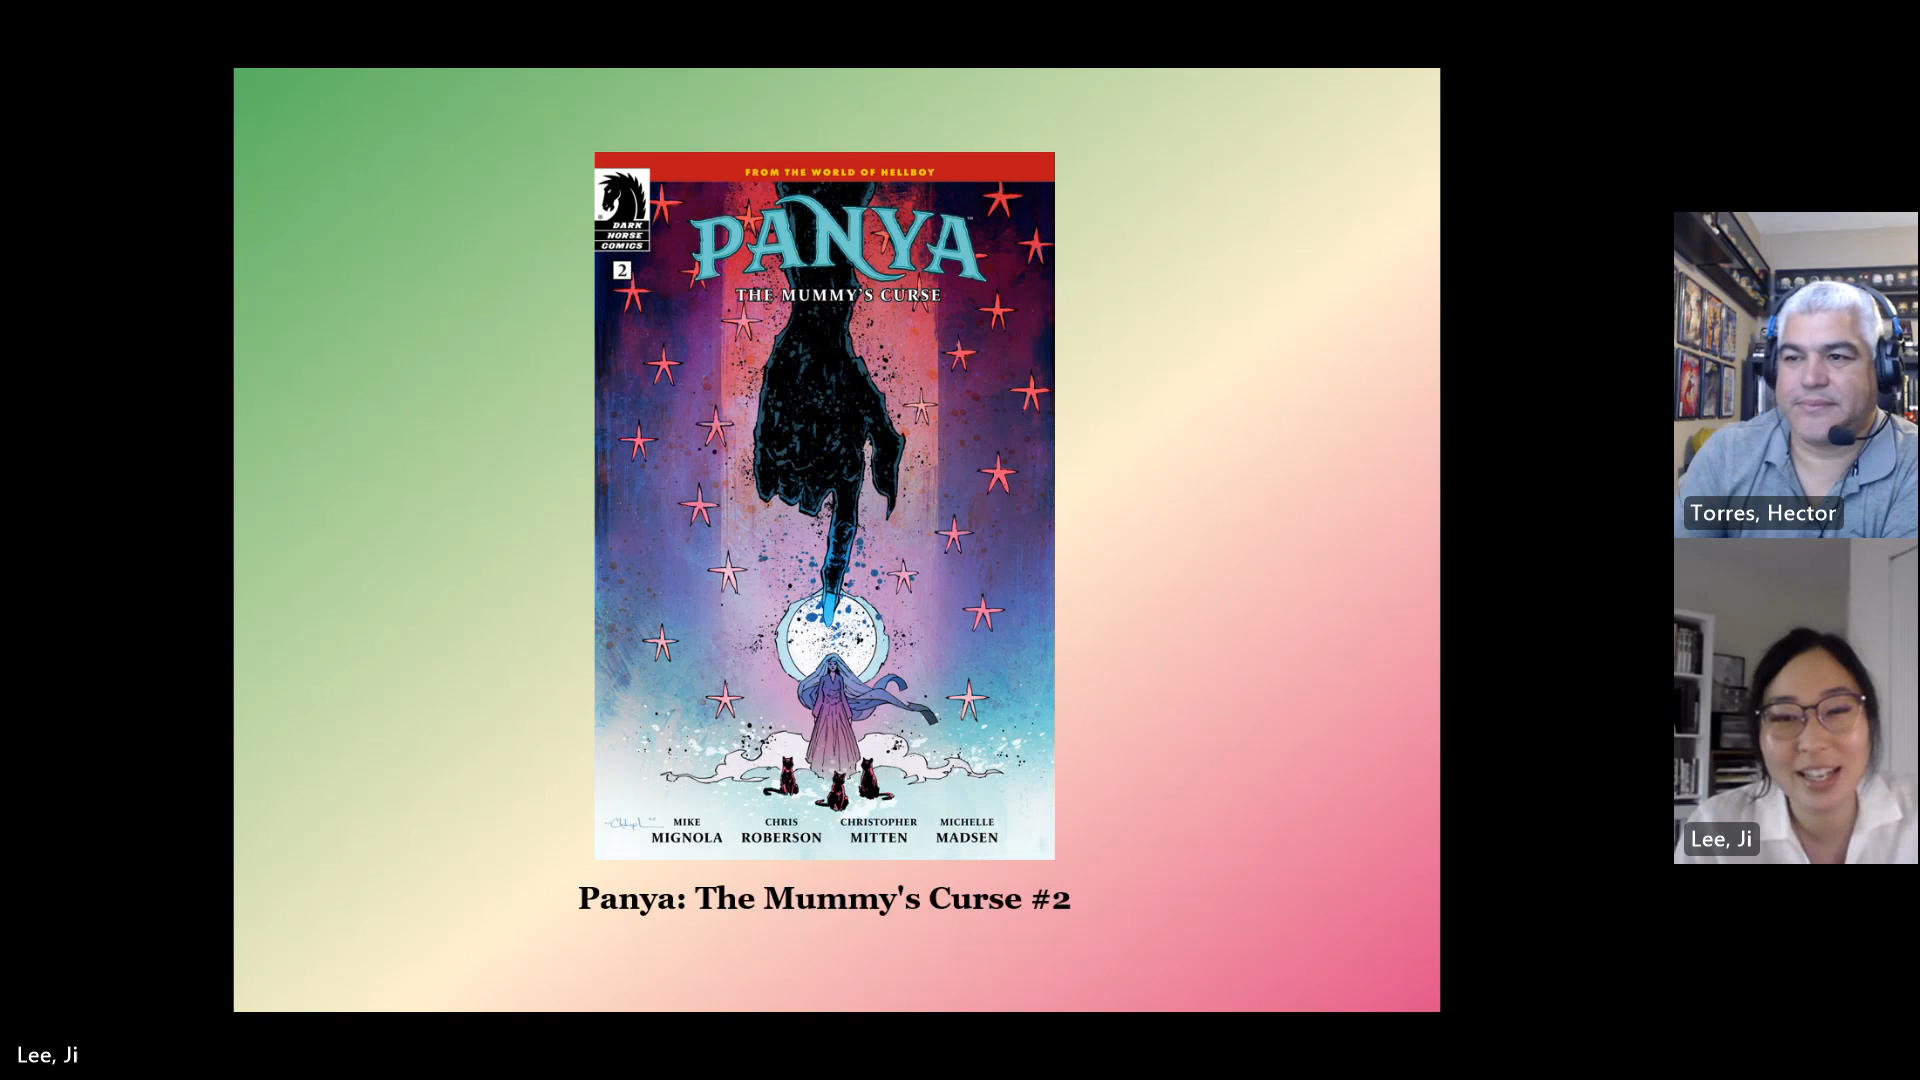 FROM THE WORLD OF HELLBOY
DARK
HORSE
COMICS
PANYA™
2
THE MUMMY'S CURSE
MIKE
MIGNOLA
CHRIS
ROBERSON
CHRISTOPHER
MITTEN
MICHELLE
MADSEN
Panya: The Mummy's Curse #2
Torres, Hector
Lee, Ji
Lee, Ji